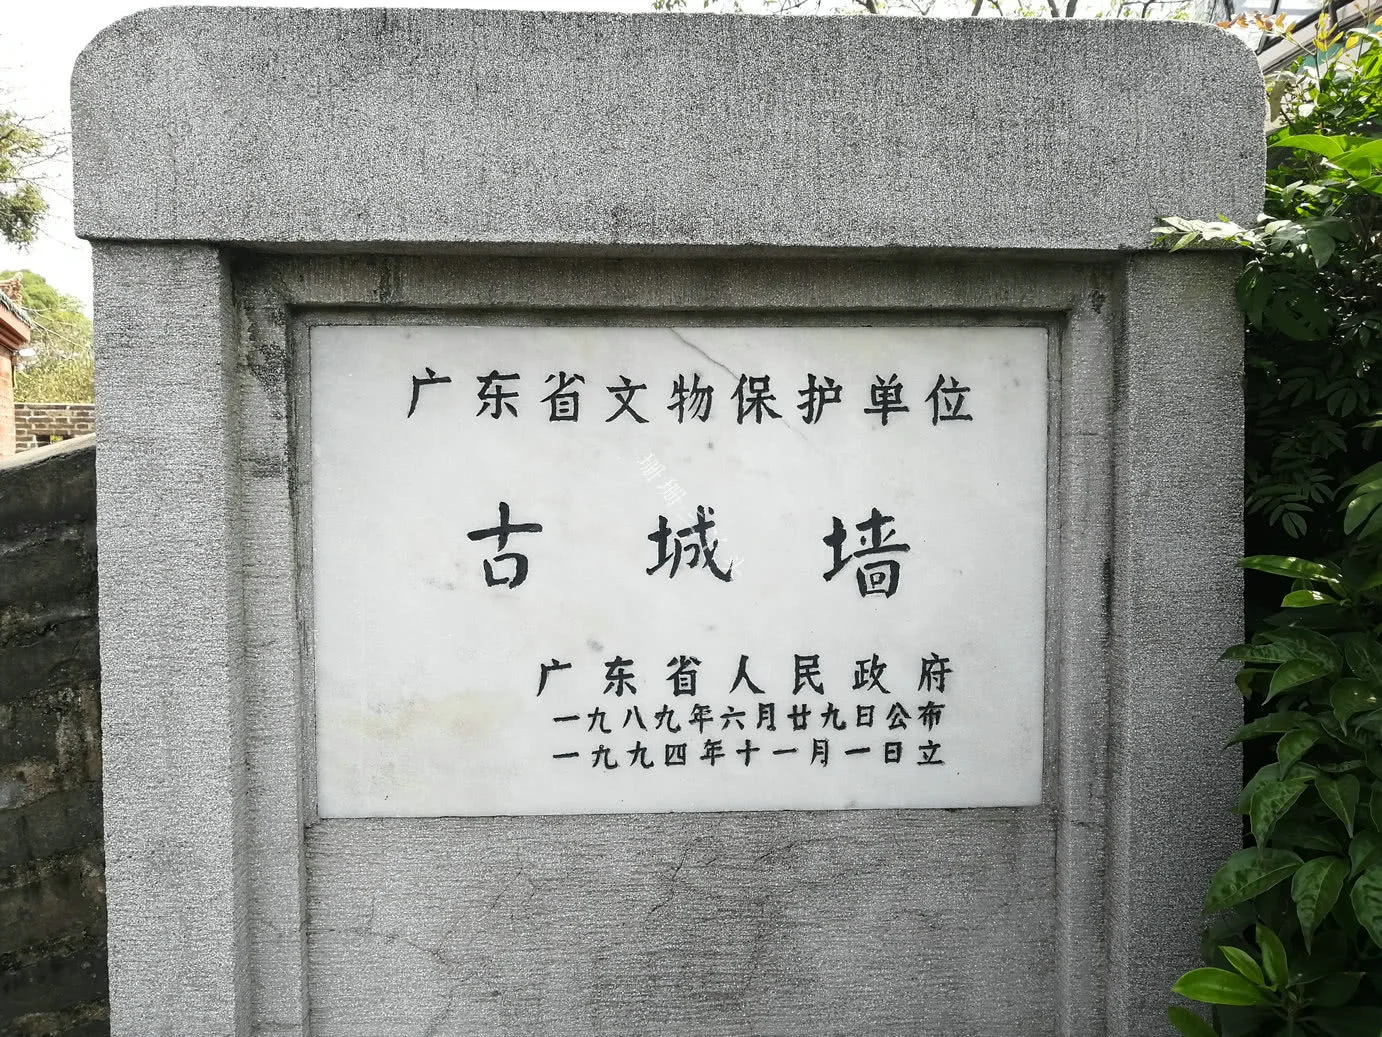 广东省文物保护单位
古城墙
广东省人民政府
一九八九年六月廿九日公布
一九九四年十一月一日立